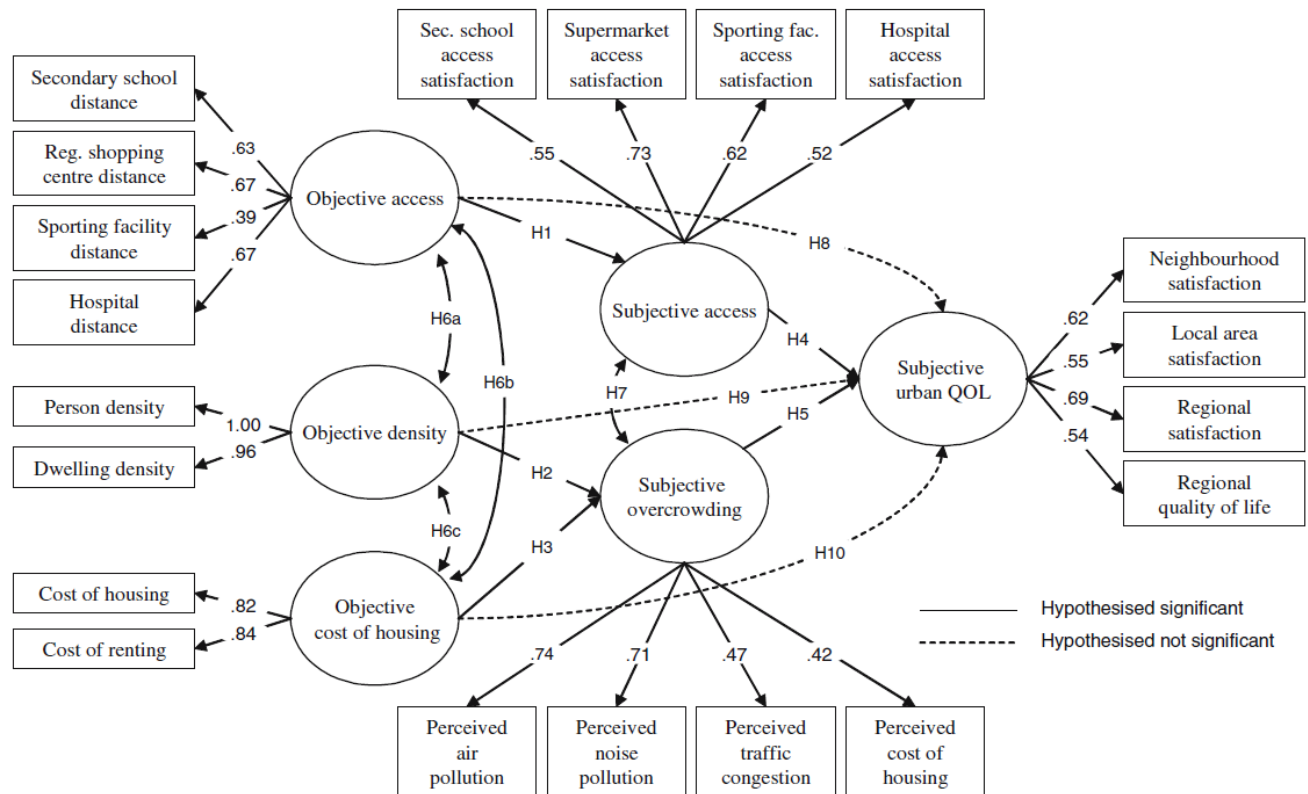 Sec. school
access
satisfaction
Supermarket
access
satisfaction
Sporting fac.
access
satisfaction
Hospital
access
satisfaction
Secondary school
distance
Reg. shopping
centre distance
Sporting facility
distance
Hospital
distance
.63
.67
.39
.67
Objective access
.55
.73
.62
.52
H1
H8
Subjective access
H6a
H6b
H4
H7
H9
H5
Person density
Dwelling density
1.00
.96
Objective density
H2
H6c
H3
Subjective
overcrowding
Subjective
urban QOL
.62
.55
.69
.54
Neighbourhood
satisfaction
Local area
satisfaction
Regional
satisfaction
Regional
quality of life
Cost of housing
Cost of renting
.82
.84
Objective
cost of housing
H10
Hypothesised significant
Hypothesised not significant
.74
.71
.47
.42
Perceived
air
pollution
Perceived
noise
pollution
Perceived
traffic
congestion
Perceived
cost of
housing